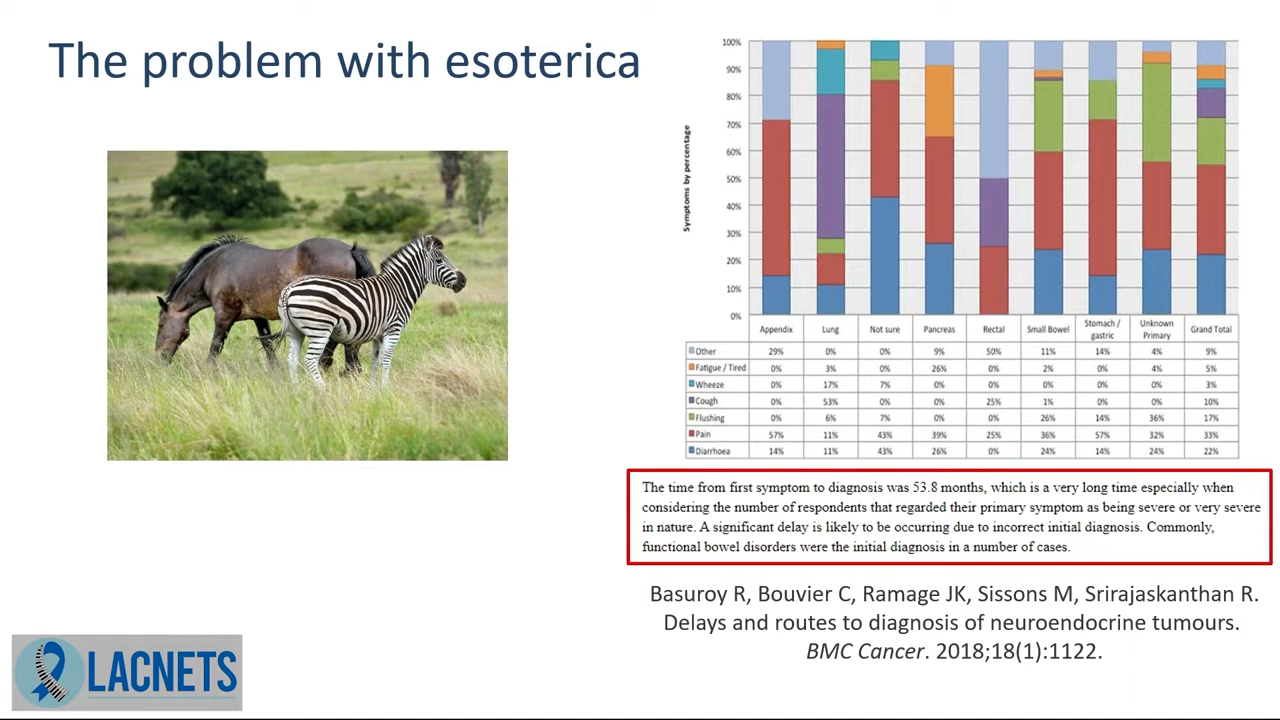 The problem with esoterica
100%
90%
80%
70%
60%
50%
40%
30%
20%
10%
0%
Symptoms by percentage
Appendix Lung Not sure Pancreas Rectal Small Bowel Stomach / gastric Unknown Primary Grand Total
Other 29% 0% 0% 9% 50% 11% 14% 4% 9%
Fatigue / Tired 0% 3% 0% 26% 0% 2% 0% 4% 5%
Wheeze 0% 17% 7% 0% 0% 0% 0% 0% 3%
Cough 0% 53% 0% 0% 25% 1% 0% 0% 10%
Flushing 0% 6% 7% 0% 0% 26% 14% 36% 17%
Pain 57% 11% 43% 39% 25% 36% 57% 32% 33%
Diarrhoea 14% 11% 43% 26% 0% 24% 14% 24% 22%
The time from first symptom to diagnosis was 53.8 months, which is a very long time especially when
considering the number of respondents that regarded their primary symptom as being severe or very severe
in nature. A significant delay is likely to be occurring due to incorrect initial diagnosis. Commonly,
functional bowel disorders were the initial diagnosis in a number of cases.
Basuroy R, Bouvier C, Ramage JK, Sissons M, Srirajaskanthan R.
Delays and routes to diagnosis of neuroendocrine tumours.
BMC Cancer. 2018;18(1):1122.
LACNETS